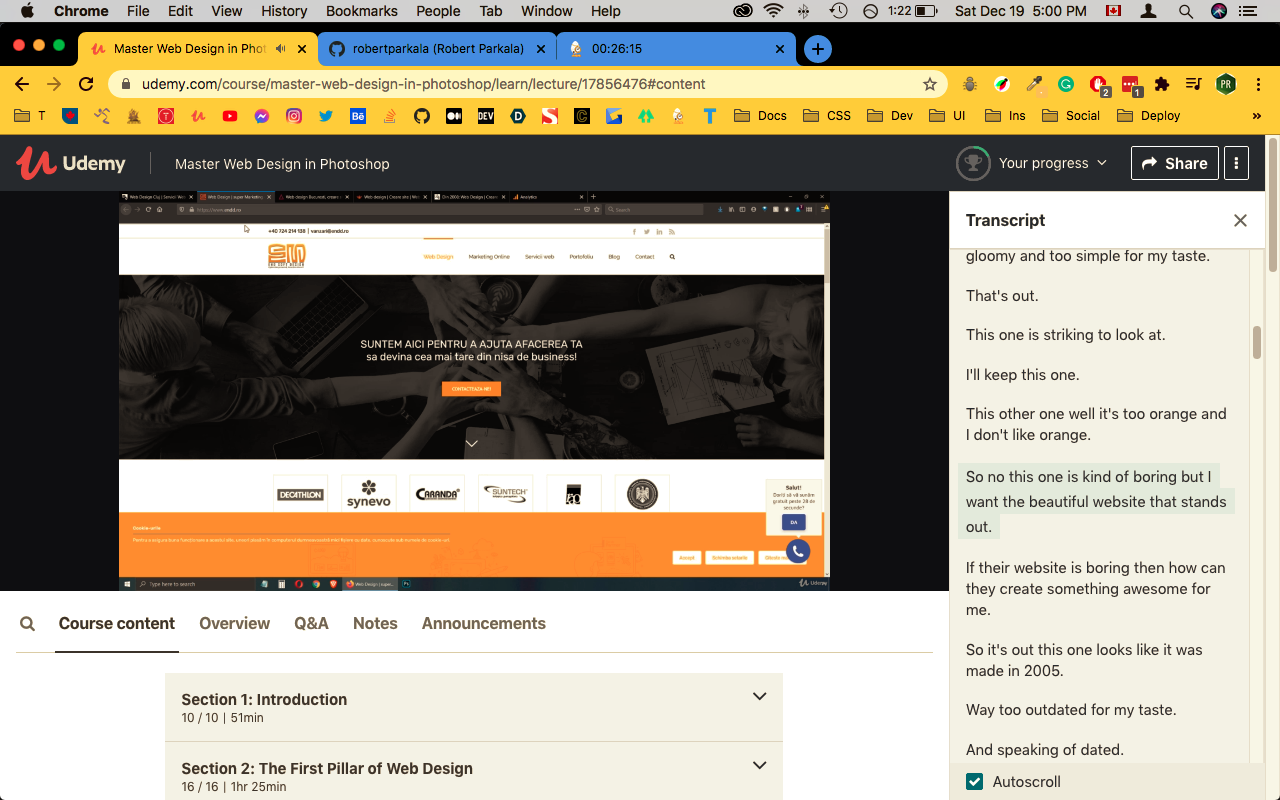 Chrome File Edit View History Bookmarks People Tab Window Help 1:22 Sat Dec 19 5:00 PM
Master Web Design in Phot robertparkala (Robert Parkala) 00:26:15
udemy.com/course/master-web-design-in-photoshop/learn/lecture/17856476#content 2 1 PR
T Bē DEV D S C T Docs CSS Dev UI Ins Social Deploy »
Udemy Master Web Design in Photoshop Your progress Share
Analytics
https://www.endd.ro Search
+40 724 214 138
Web Design Marketing Online Servicii web Portofoliu Blog Contact
SUNTEM AICI PENTRU A AJUTA AFACEREA TA
sa devina cea mai tare din nisa de business!
CONTACTEAZA-NE!
DECATHLON synevo CARANDA SUNTECH
Salut!
Doriti să vă sunăm
gratuit peste 28 de
secunde?
DA
Type here to search Udemy
Transcript
gloomy and too simple for my taste.
That's out.
This one is striking to look at.
I'll keep this one.
This other one well it's too orange and
I don't like orange.
So no this one is kind of boring but I
want the beautiful website that stands
out.
If their website is boring then how can
they create something awesome for
me.
So it's out this one looks like it was
made in 2005.
Way too outdated for my taste.
And speaking of dated.
Autoscroll
Course content Overview Q&A Notes Announcements
Section 1: Introduction
10 / 10 | 51min
Section 2: The First Pillar of Web Design
16 / 16 | 1hr 25min